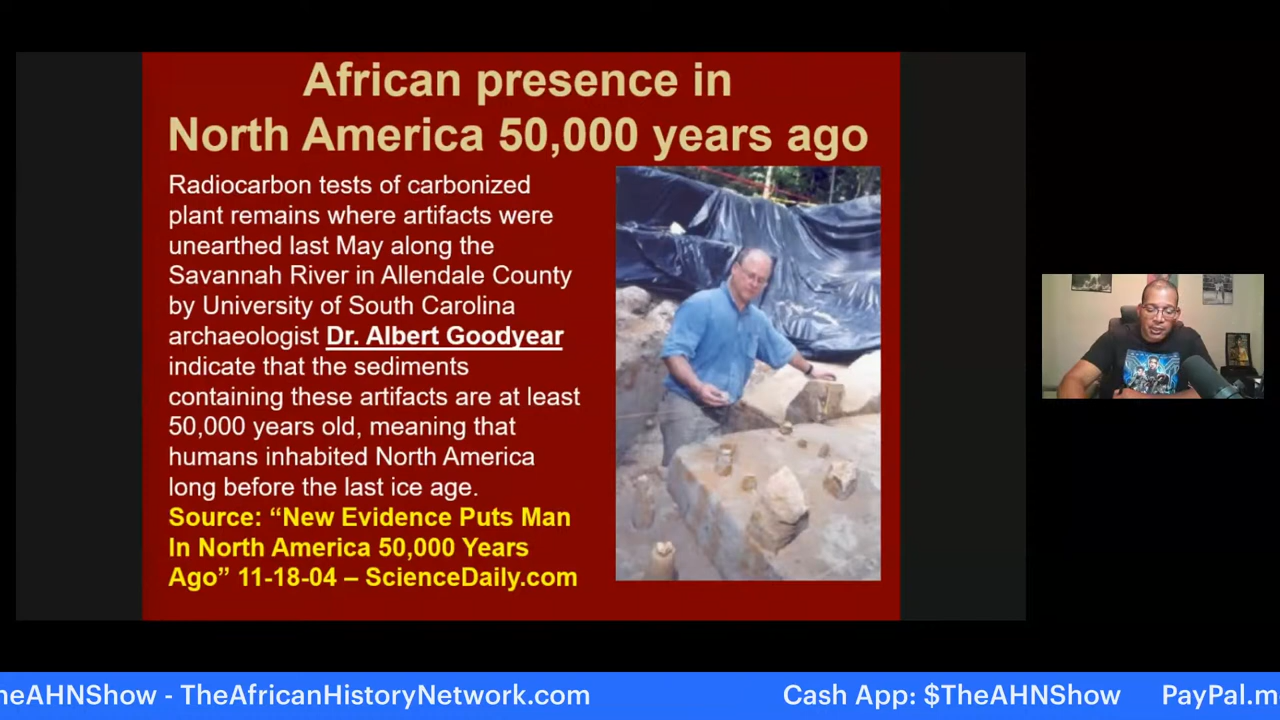 African presence in
North America 50,000 years ago
Radiocarbon tests of carbonized
plant remains where artifacts were
unearthed last May along the
Savannah River in Allendale County
by University of South Carolina
archaeologist Dr. Albert Goodyear
indicate that the sediments
containing these artifacts are at least
50,000 years old, meaning that
humans inhabited North America
long before the last ice age.
Source: “New Evidence Puts Man
In North America 50,000 Years
Ago” 11-18-04 – ScienceDaily.com
heAHNShow - TheAfricanHistoryNetwork.com Cash App: $TheAHNShow PayPal.m